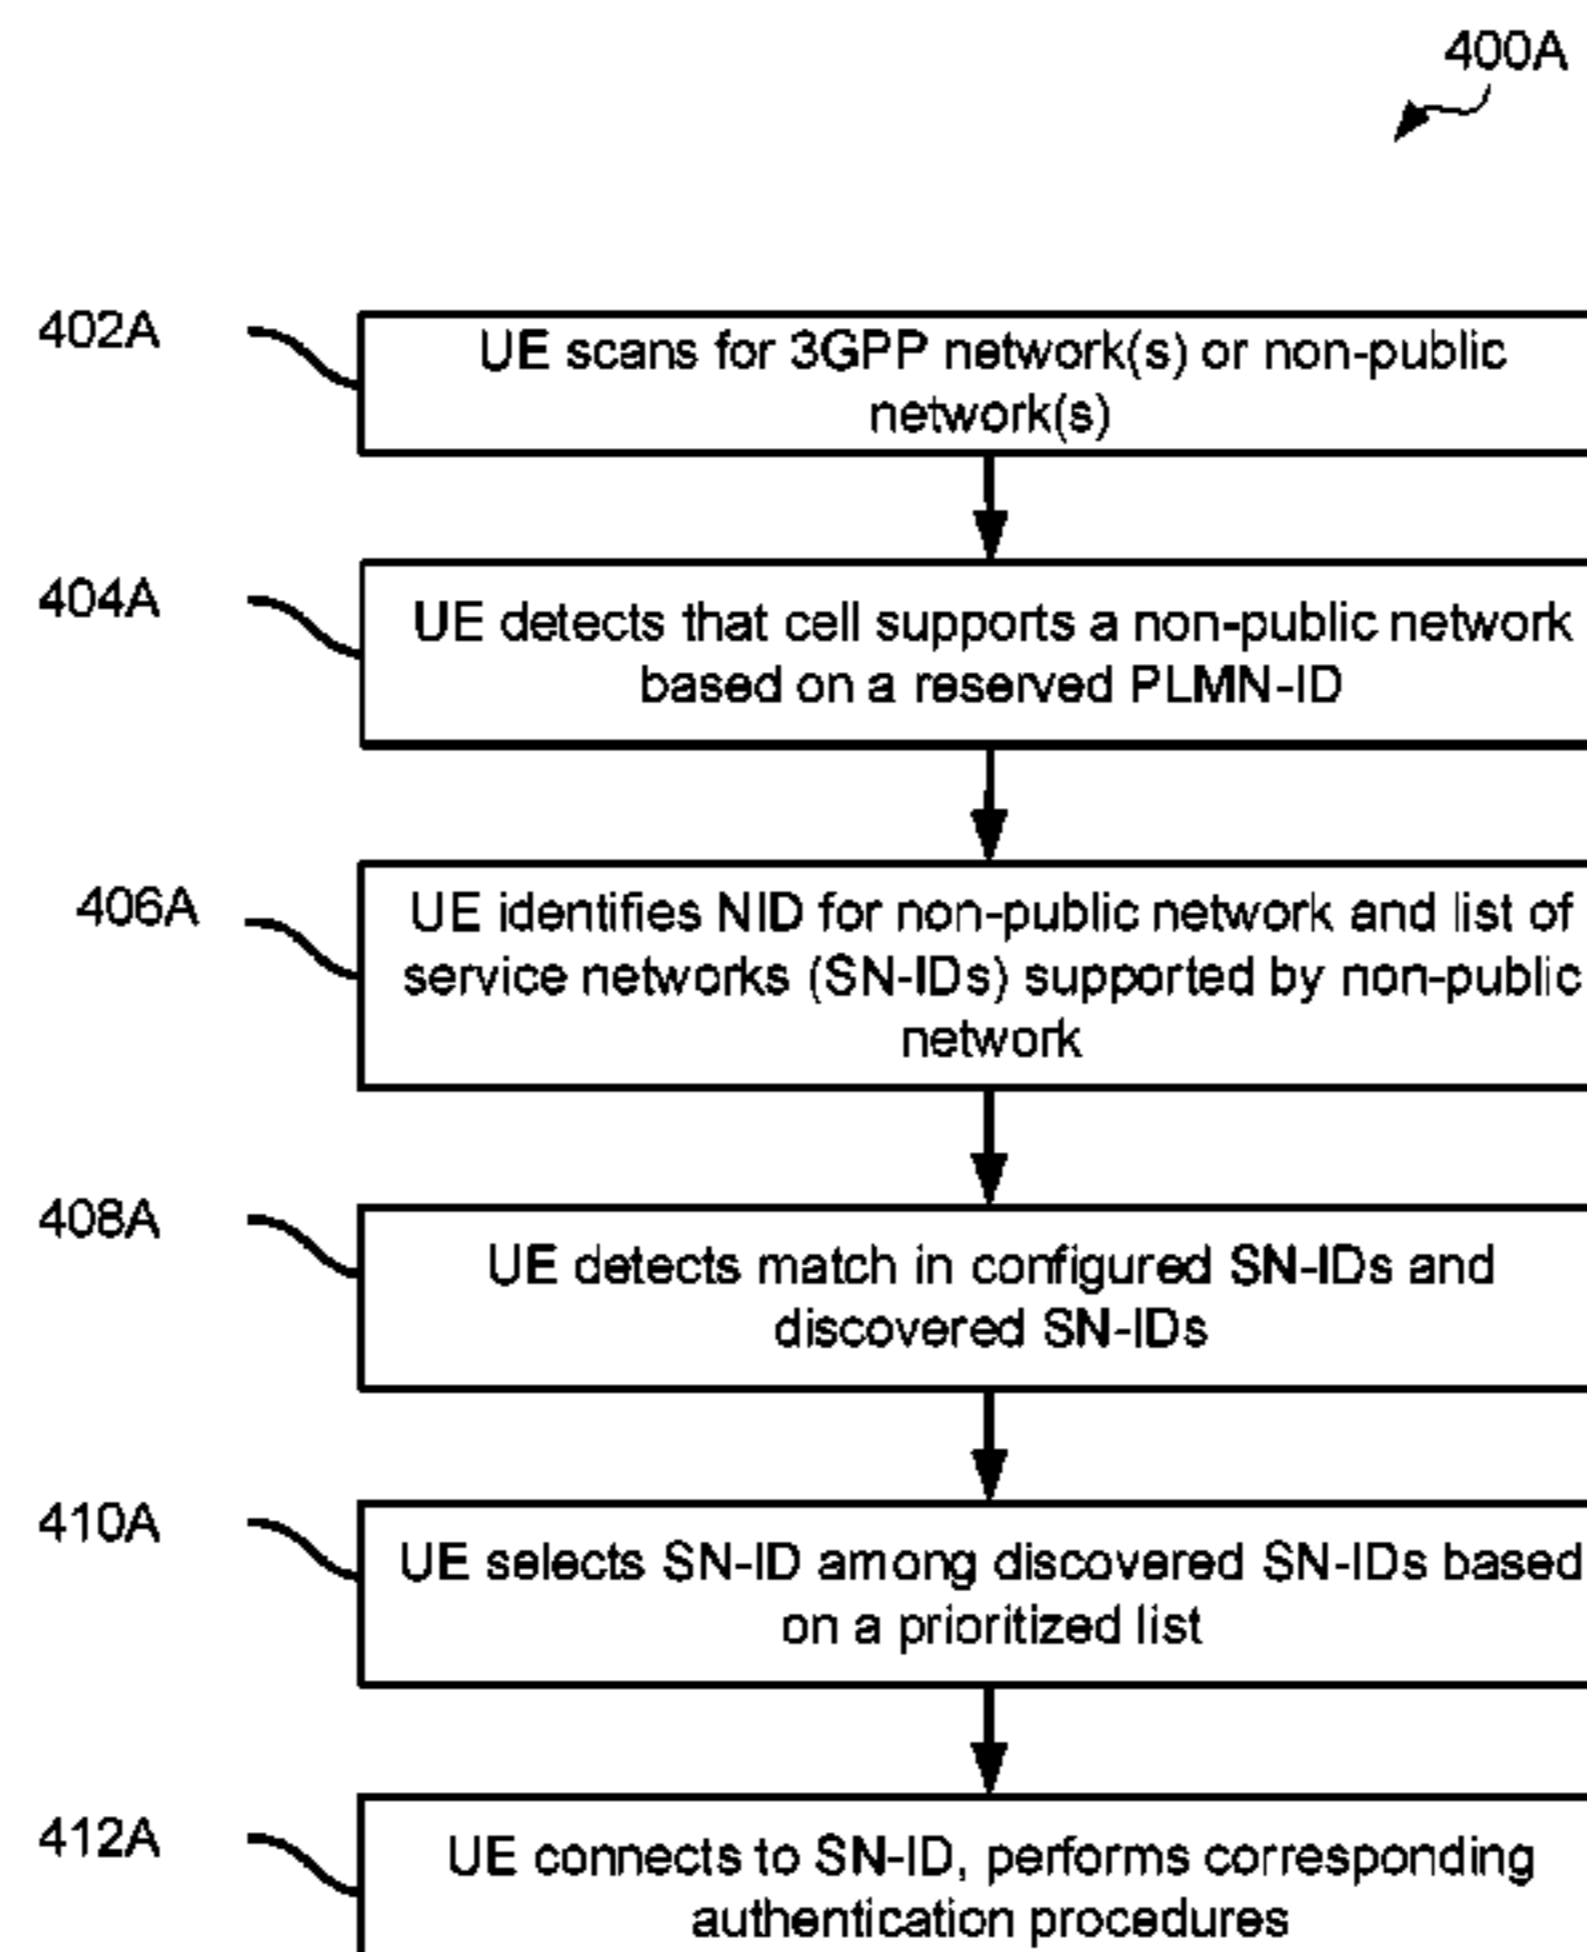 400A
402A
UE scans for 3GPP network(s) or non-public
network(s)
404A
UE detects that cell supports a non-public network
based on a reserved PLMN-ID
406A
UE identifies NID for non-public network and list of
service networks (SN-IDs) supported by non-public
network
408A
UE detects match in configured SN-IDs and
discovered SN-IDs
410A
UE selects SN-ID among discovered SN-IDs based
on a prioritized list
412A
UE connects to SN-ID, performs corresponding
authentication procedures